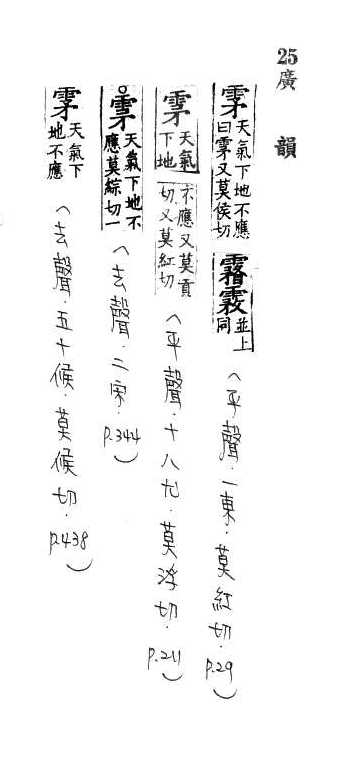 25廣韻
雺天氣下地不應曰雺又莫侯切霚並上同（平聲．一東．莫紅切．p.29）
雺天氣下地不應又莫貢切又莫紅切（平聲．十八尤．莫浮切．p.211）
○雺天氣下地不應莫綜切一（去聲．二宋．p.344）
雺天氣下地不應（去聲．五十候．莫候切．p.438）